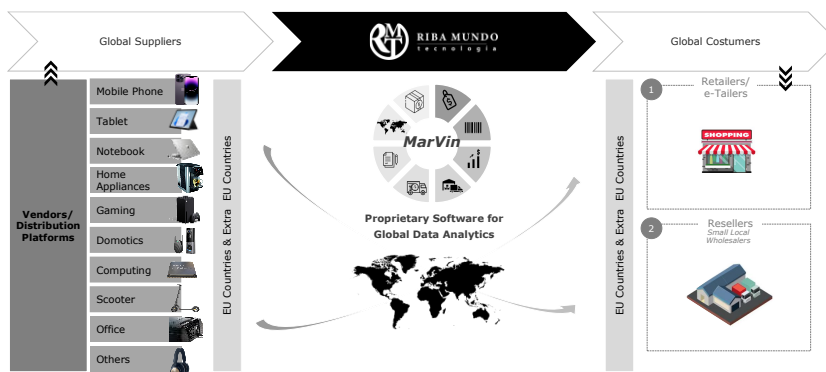 Global Suppliers
RIBA MUNDO
tecnologia
Global Costumers
Vendors/
Distribution
Platforms
Mobile Phone
Tablet
Notebook
Home
Appliances
Gaming
Domotics
Computing
Scooter
Office
Others
EU Countries & Extra EU Countries
MarVin
Proprietary Software for
Global Data Analytics
EU Countries & Extra EU Countries
1
Retailers/
e-Tailers
SHOPPING
2
Resellers
Small Local
Wholesalers